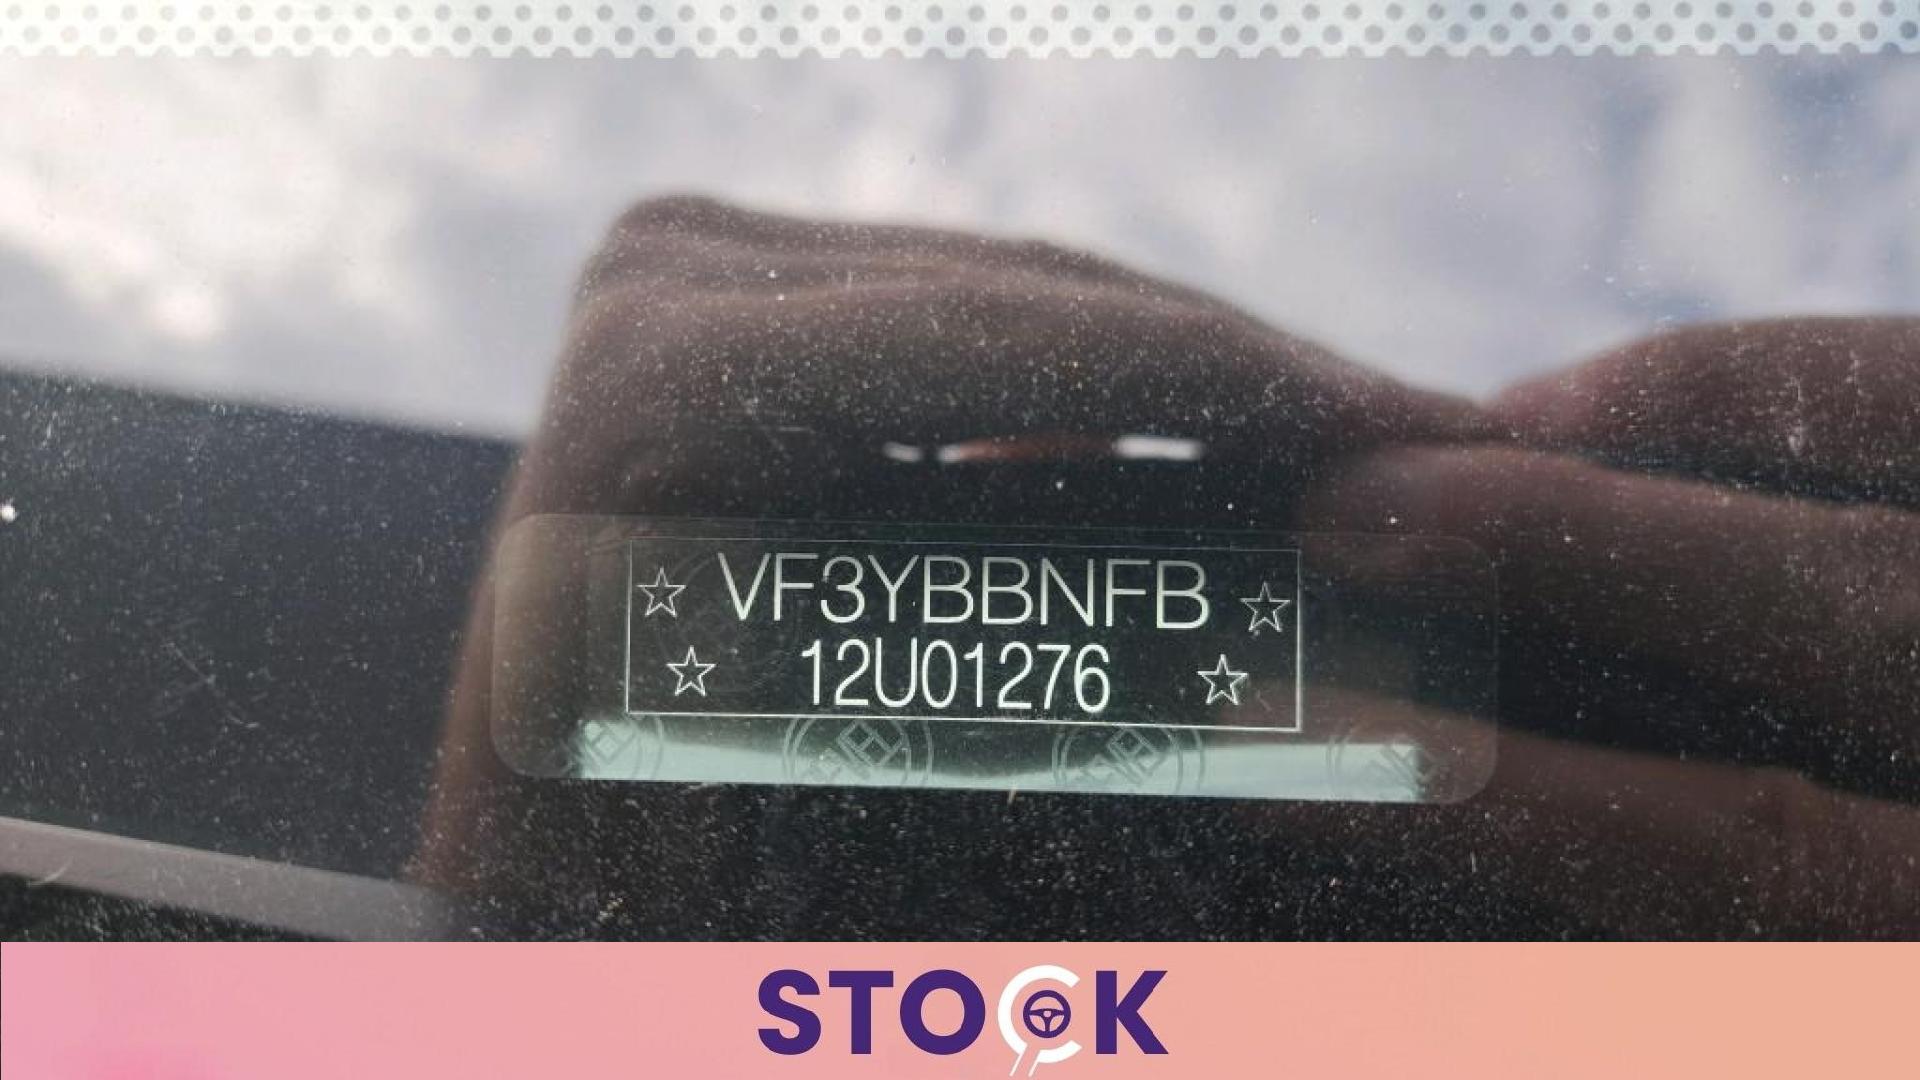 ☆ VF3YBBNFB ☆
☆ 12U01276 ☆
STOCK